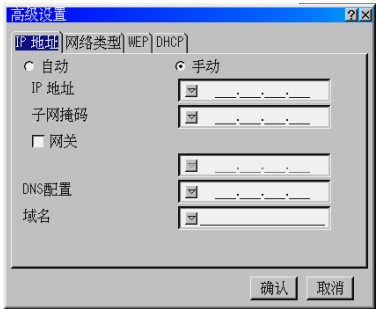 高级设置
IP 地址 网络类型 WEP DHCP
自动 手动
IP 地址
子网掩码
网关
DNS配置
域名
确认 取消